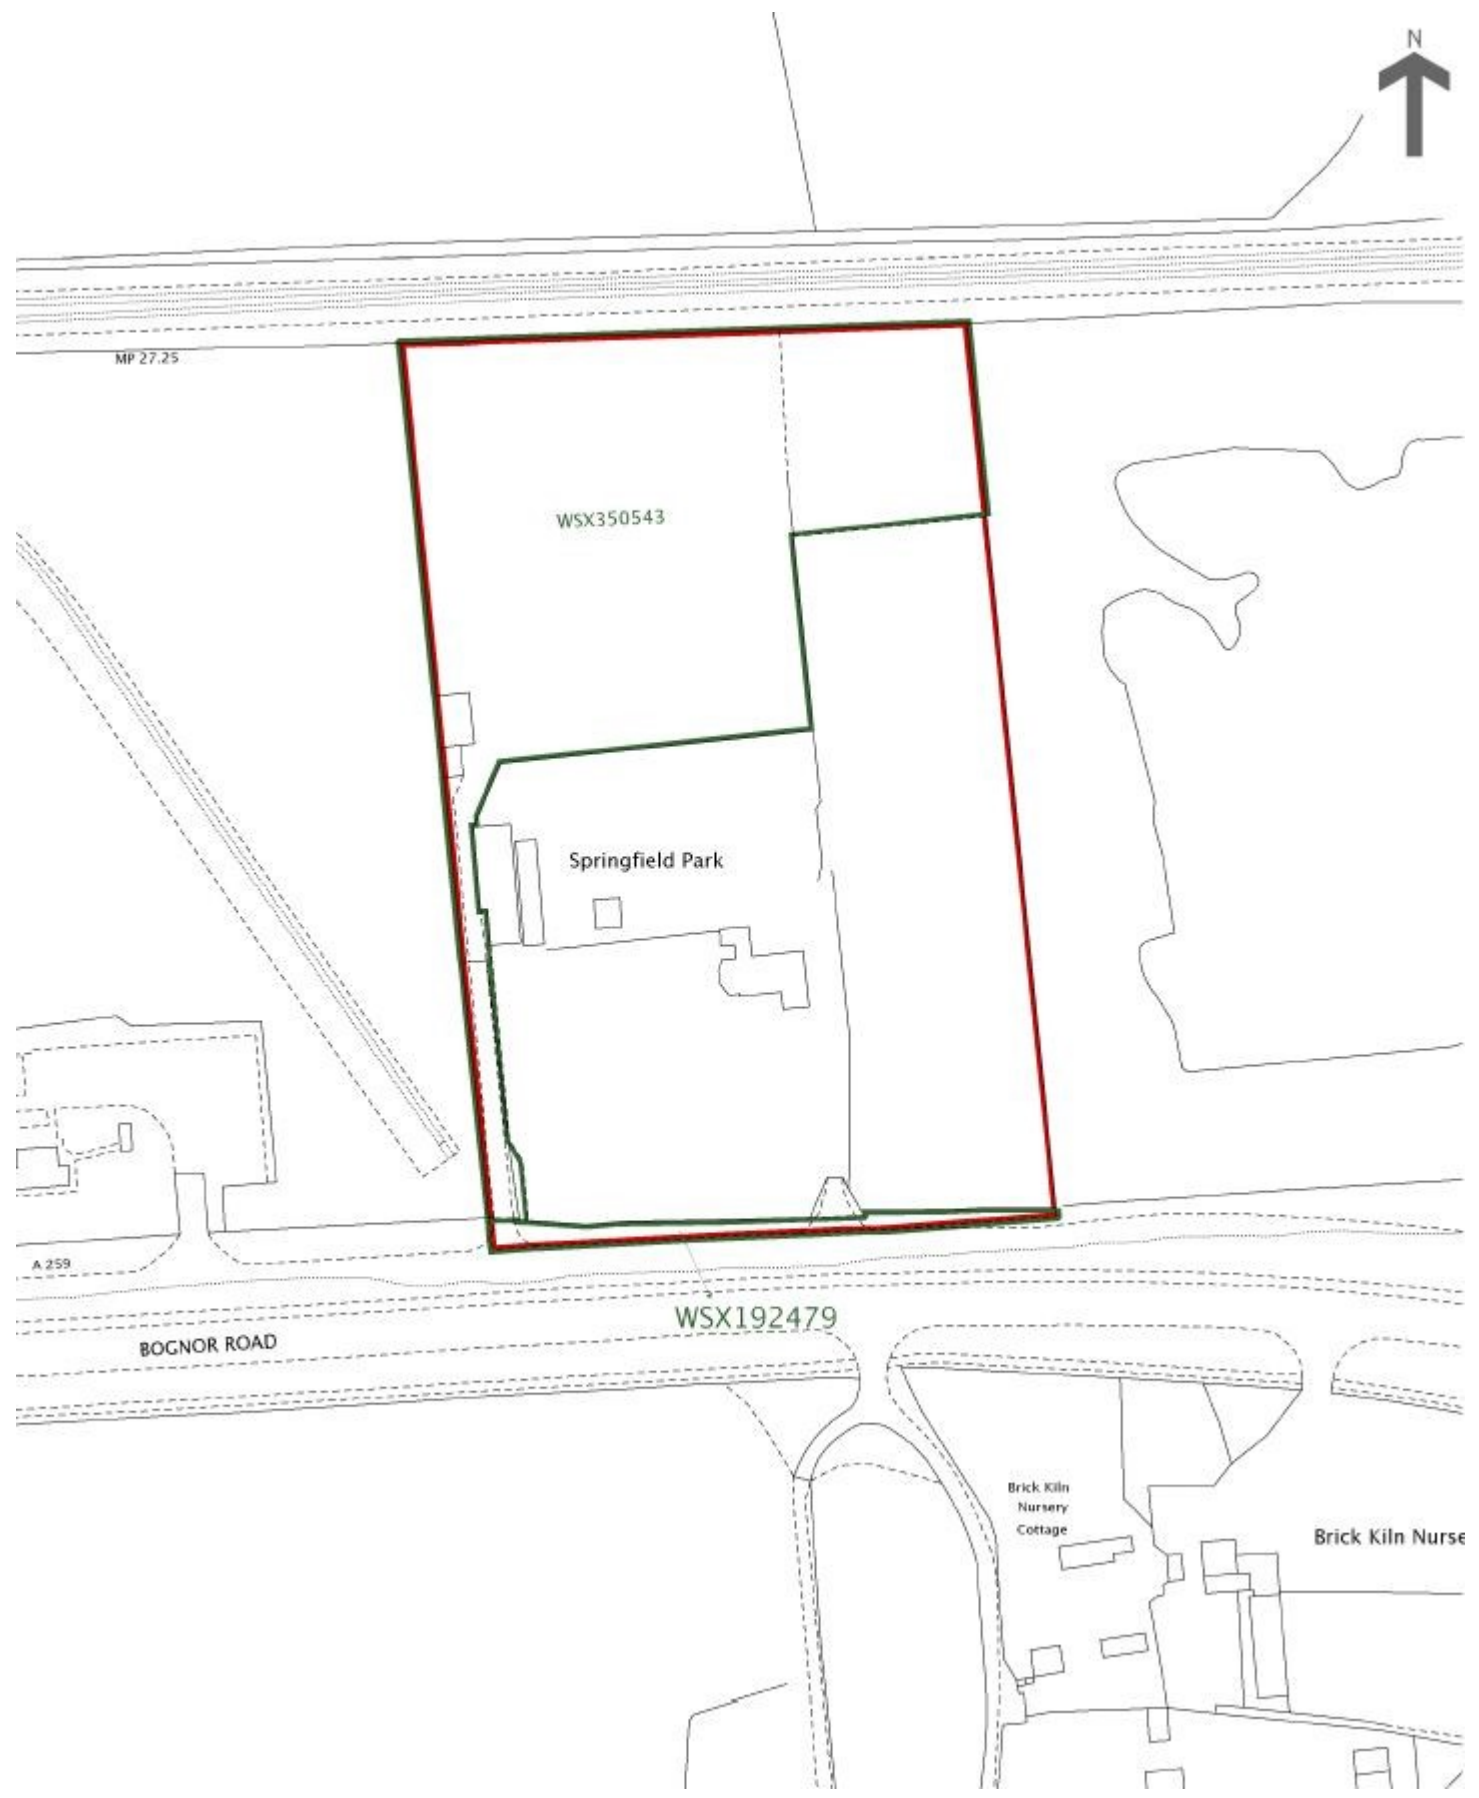 N
MP 27.25
WSX350543
Springfield Park
A 259
WSX192479
BOGNOR ROAD
Brick Kiln
Nursery
Cottage
Brick Kiln Nurse